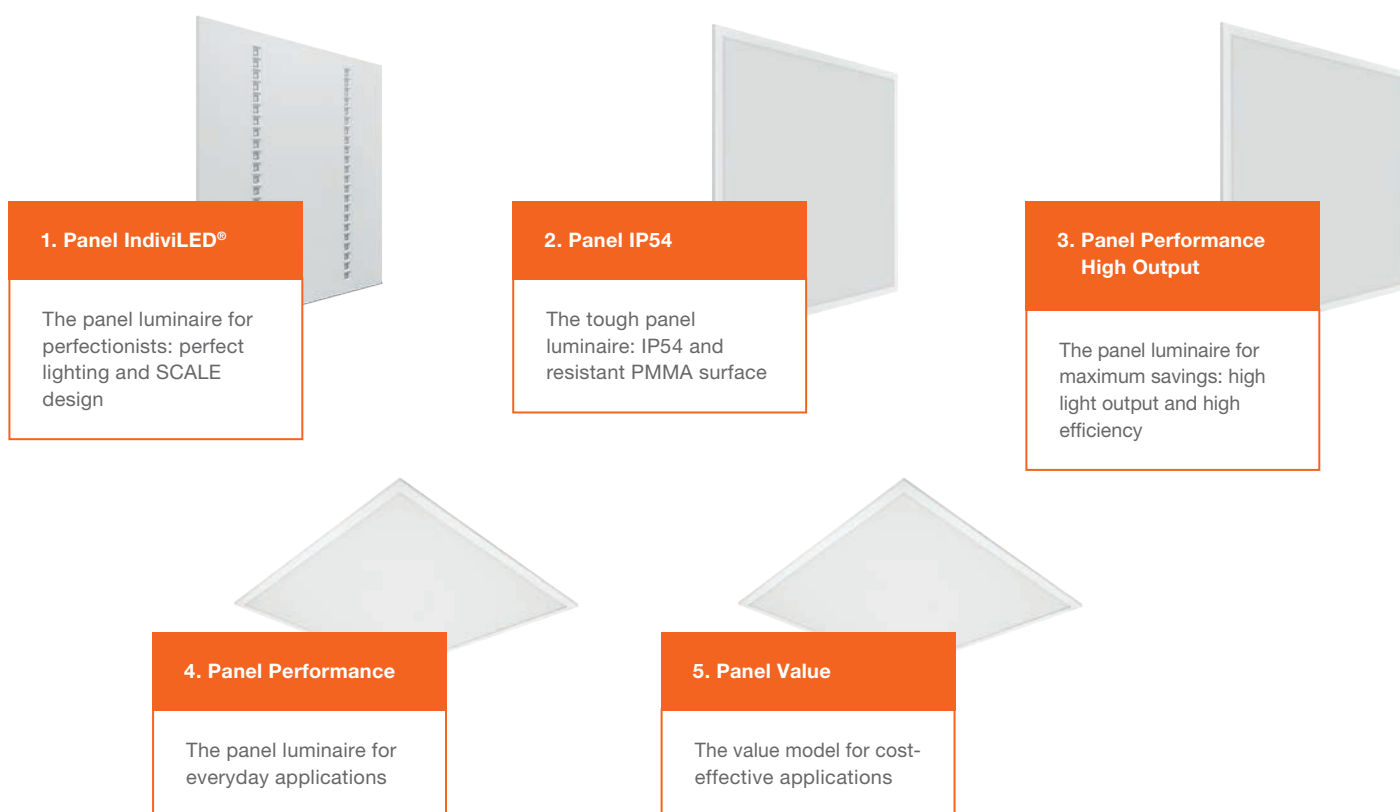 1. Panel IndiviLED®
The panel luminaire for
perfectionists: perfect
lighting and SCALE
design
2. Panel IP54
The tough panel
luminaire: IP54 and
resistant PMMA surface
3. Panel Performance
High Output
The panel luminaire for
maximum savings: high
light output and high
efficiency
4. Panel Performance
The panel luminaire for
everyday applications
5. Panel Value
The value model for cost-
effective applications